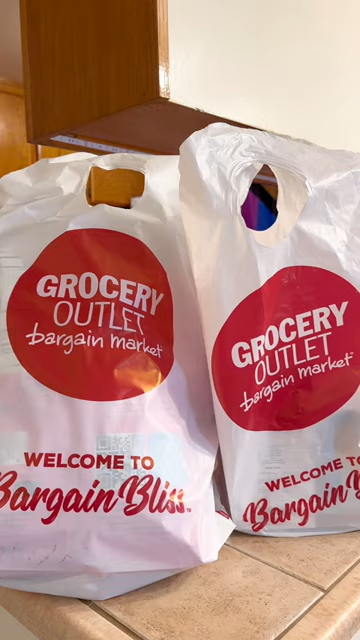 GROCERY
OUTLET
bargain market
WELCOME TO
Bargain Bliss
GROCERY
OUTLET
bargain market
WELCOME TO
Bargain B